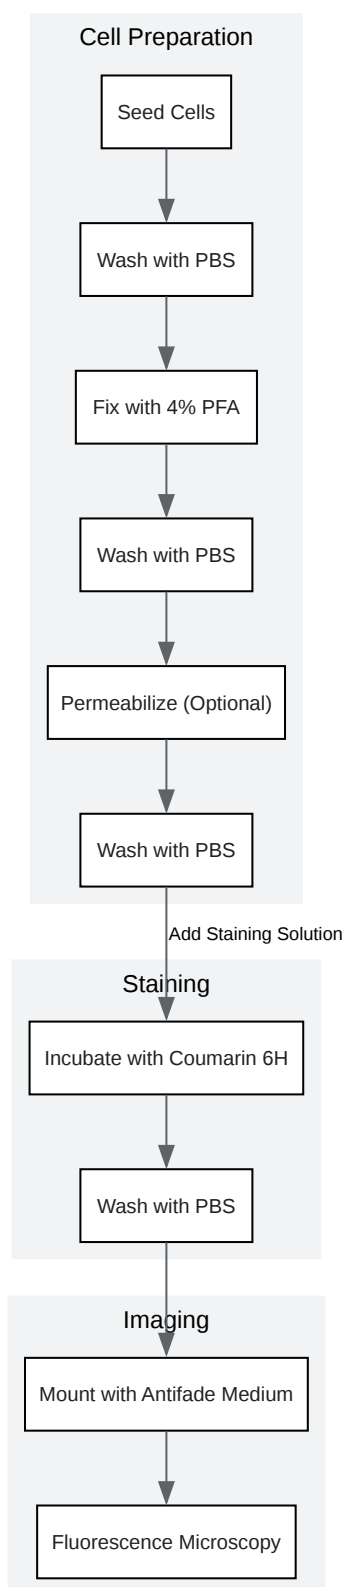 Cell Preparation
Seed Cells
Wash with PBS
Fix with 4% PFA
Wash with PBS
Permeabilize (Optional)
Wash with PBS
Add Staining Solution
Staining
Incubate with Coumarin 6H
Wash with PBS
Imaging
Mount with Antifade Medium
Fluorescence Microscopy